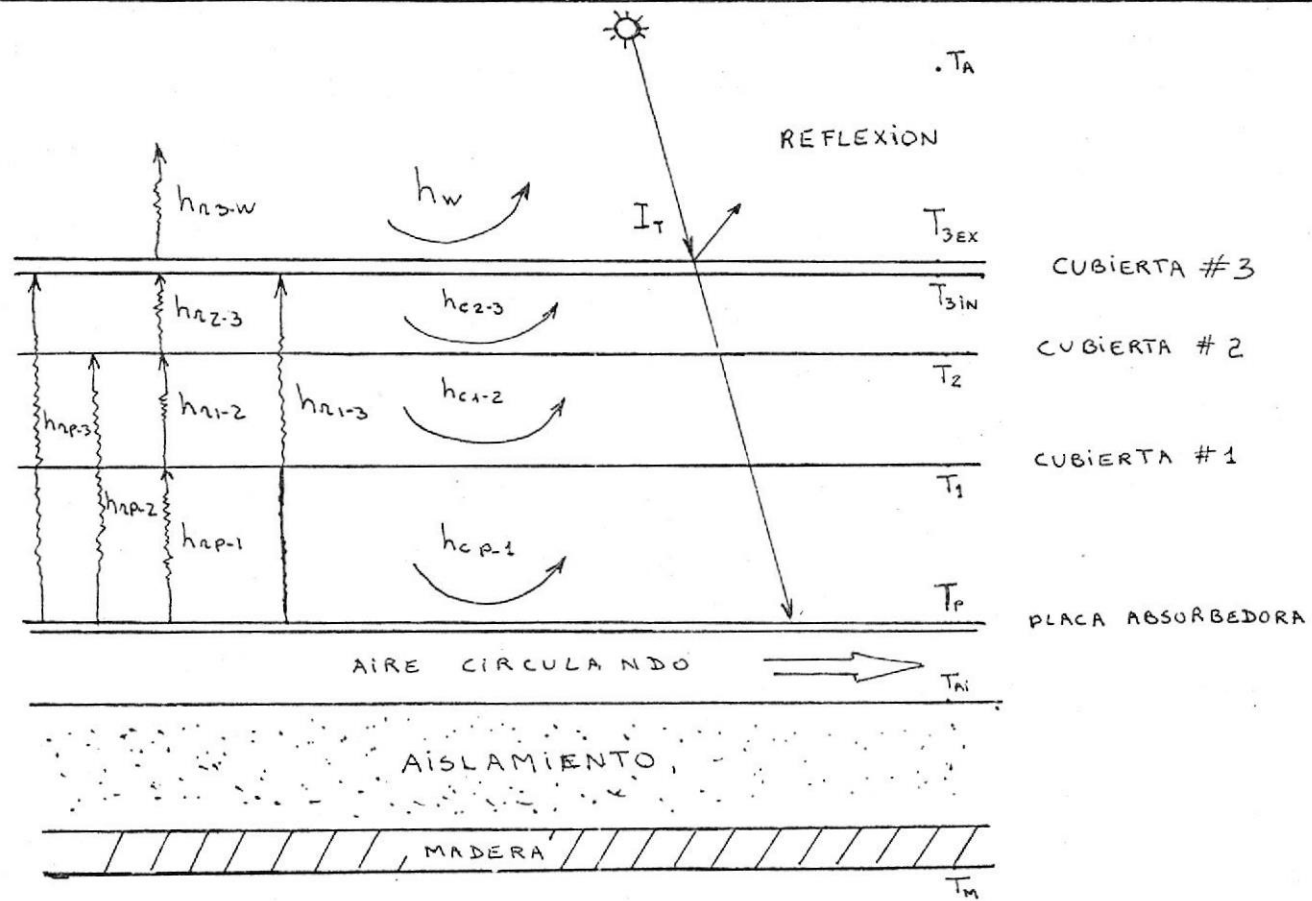 . TA
REFLEXION
hr3-W
hW
IT
T3EX
CUBIERTA #3
T3iN
hr2-3
hc2-3
CUBIERTA #2
T2
hr1-2
hr1-3
hc1-2
hrp-3
CUBIERTA #1
T1
hrp-2
hrp-1
hcp-1
TP
PLACA ABSORBEDORA
AIRE CIRCULANDO
TAi
AISLAMIENTO,
MADERA
TM